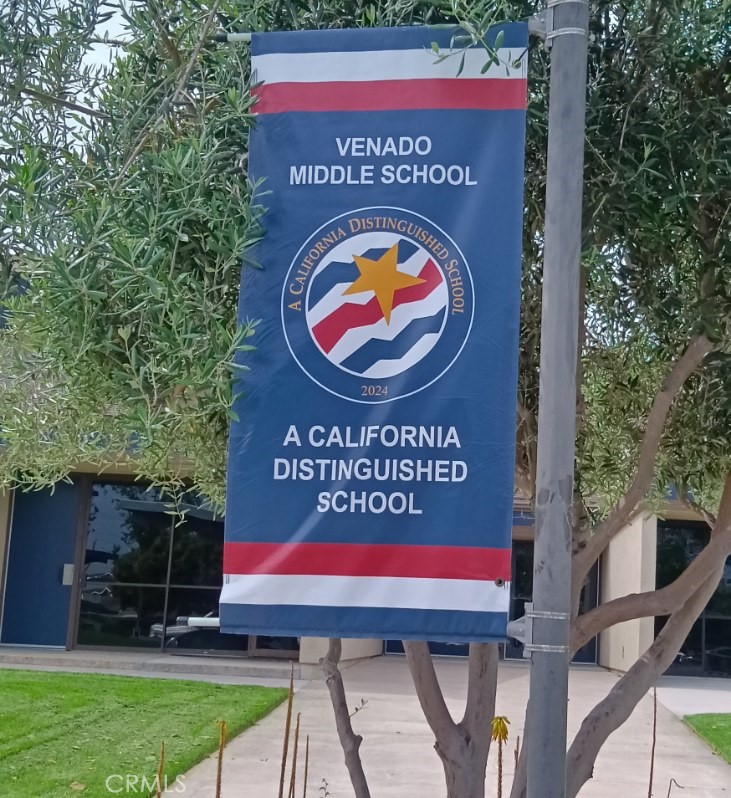 VENADO
MIDDLE SCHOOL
A CALIFORNIA DISTINGUISHED SCHOOL
2024
A CALIFORNIA
DISTINGUISHED
SCHOOL
CRMLS